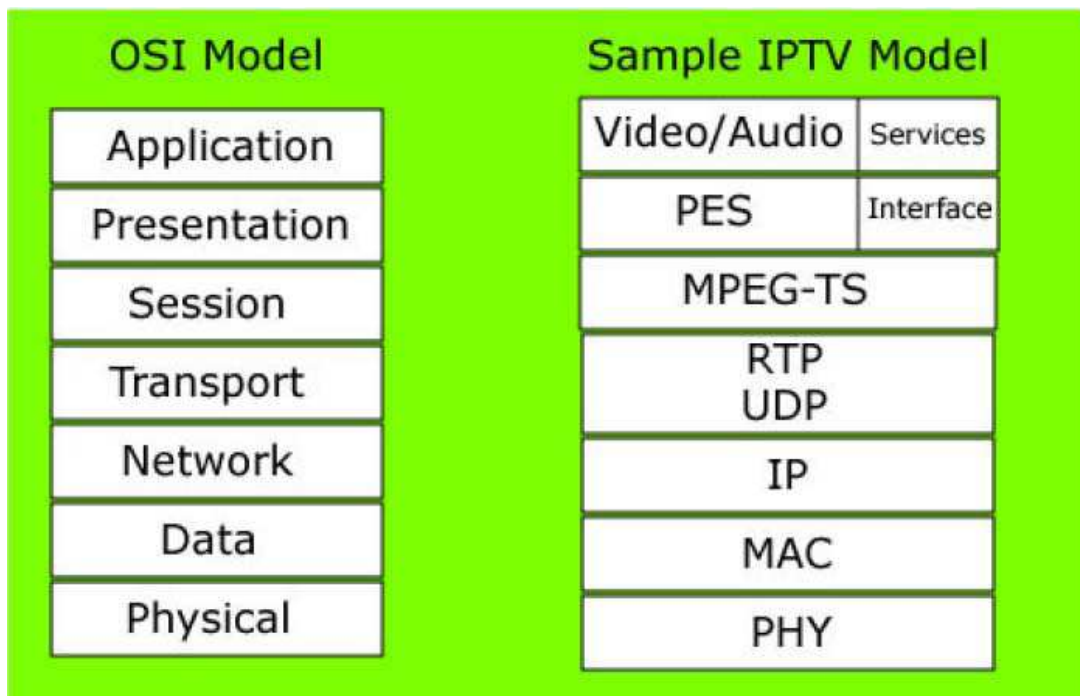 OSI Model
Application
Presentation
Session
Transport
Network
Data
Physical
Sample IPTV Model
Video/Audio Services
PES Interface
MPEG-TS
RTP
UDP
IP
MAC
PHY